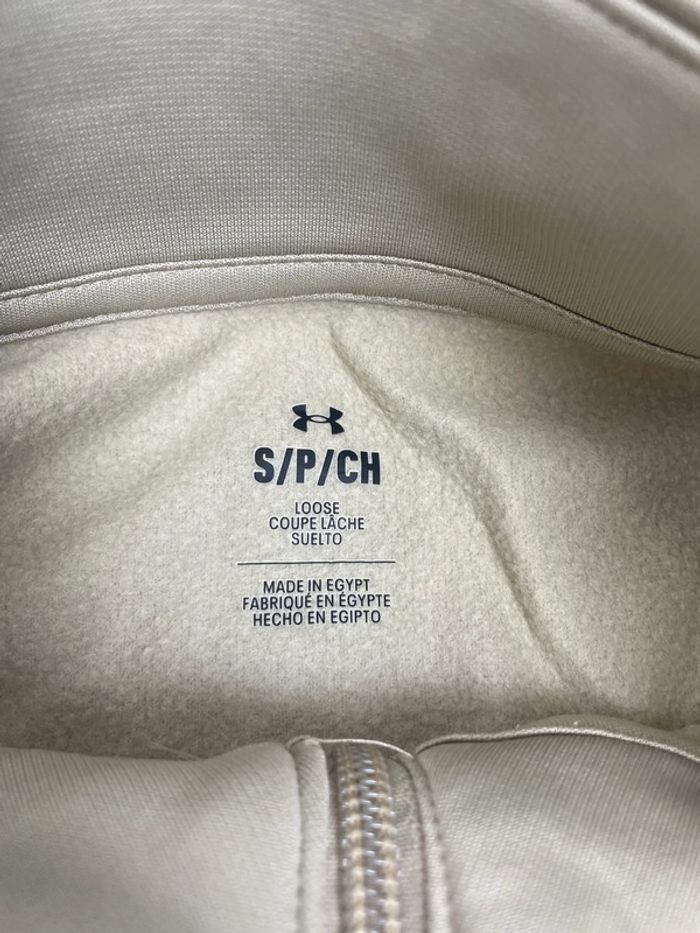 S/P/CH
LOOSE
COUPE LÂCHE
SUELTO
MADE IN EGYPT
FABRIQUÉ EN ÉGYPTE
HECHO EN EGIPTO